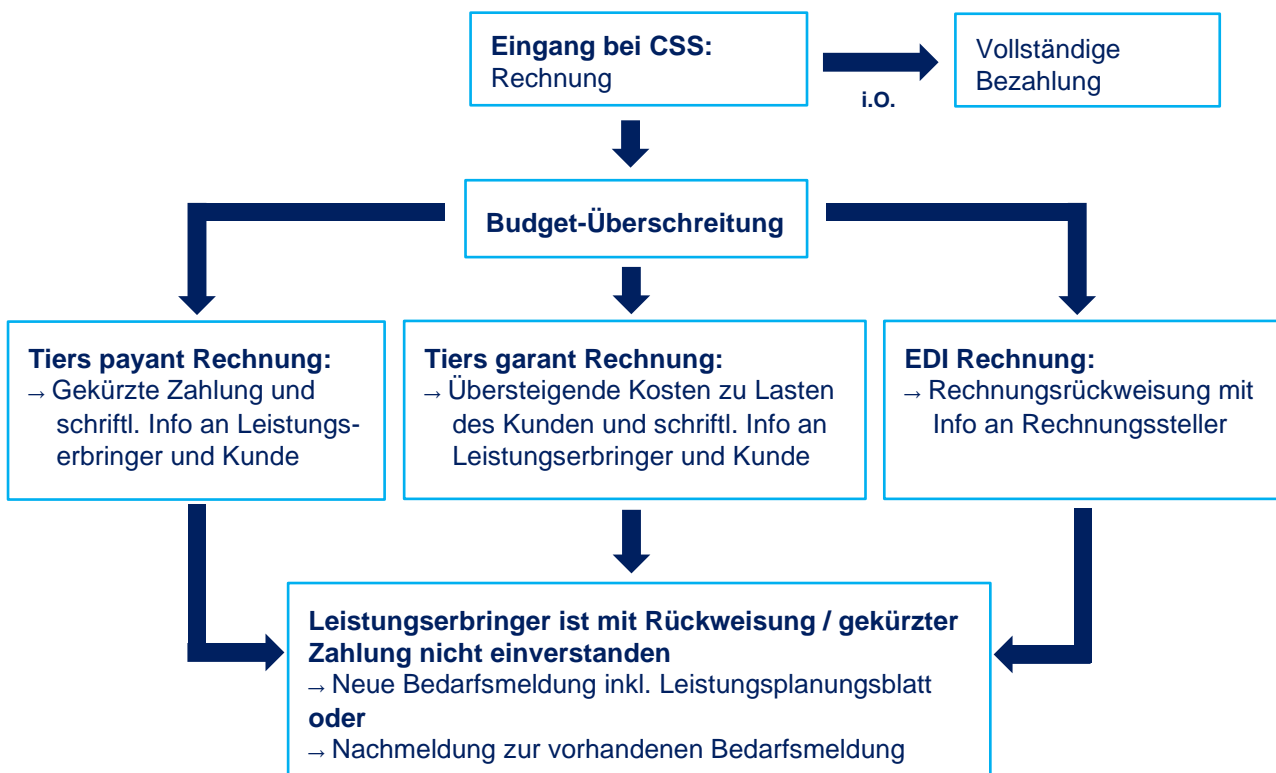 Eingang bei CSS:
Rechnung
i.O.
Vollständige
Bezahlung
Budget-Überschreitung
Tiers payant Rechnung:
→ Gekürzte Zahlung und
schriftl. Info an Leistungs-
erbringer und Kunde
Tiers garant Rechnung:
→ Übersteigende Kosten zu Lasten
des Kunden und schriftl. Info an
Leistungserbringer und Kunde
EDI Rechnung:
→ Rechnungsrückweisung mit
Info an Rechnungssteller
Leistungserbringer ist mit Rückweisung / gekürzter
Zahlung nicht einverstanden
→ Neue Bedarfsmeldung inkl. Leistungsplanungsblatt
oder
→ Nachmeldung zur vorhandenen Bedarfsmeldung